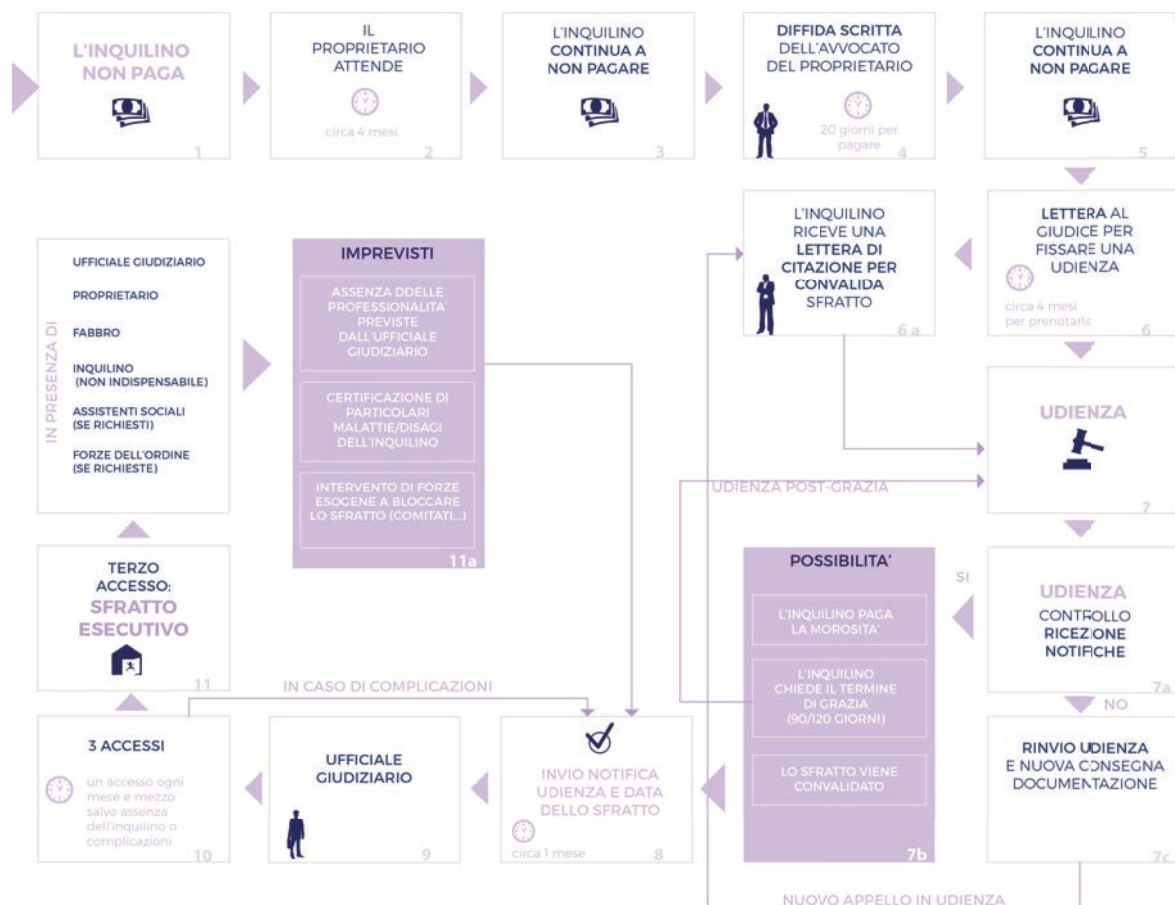 L'INQUILINO
NON PAGA
1
IL
PROPRIETARIO
ATTENDE
circa 4 mesi
2
L'INQUILINO
CONTINUA A
NON PAGARE
3
DIFFIDA SCRITTA
DELL'AVVOCATO
DEL PROPRIETARIO
20 giorni per
pagare
4
L'INQUILINO
CONTINUA A
NON PAGARE
5
LETTERA AL
GIUDICE PER
FISSARE UNA
UDIENZA
circa 4 mesi
per prenotarla
6
L'INQUILINO
RICEVE UNA
LETTERA DI
CITAZIONE PER
CONVALIDA
SFRATTO
6 a
UDIENZA
7
UDIENZA POST-GRAZIA
UDIENZA
CONTROLLO
RICEZIONE
NOTIFICHE
7a
SI
NO
POSSIBILITA'
L'INQUILINO PAGA
LA MOROSITA'
L'INQUILINO
CHIEDE IL TERMINE
DI GRAZIA
(90/120 GIORNI)
LO SFRATTO VIENE
CONVALIDATO
7b
RINVIO UDIENZA
E NUOVA CONSEGNA
DOCUMENTAZIONE
7c
NUOVO APPELLO IN UDIENZA
INVIO NOTIFICA
UDIENZA E DATA
DELLO SFRATTO
circa 1 mese
8
UFFICIALE
GIUDIZIARIO
9
3 ACCESSI
un accesso ogni
mese e mezzo
salvo assenza
dell'inquilino o
complicazioni
10
IN CASO DI COMPLICAZIONI
TERZO
ACCESSO:
SFRATTO
ESECUTIVO
11
IN PRESENZA DI
UFFICIALE GIUDIZIARIO
PROPRIETARIO
FABBRO
INQUILINO
(NON INDISPENSABILE)
ASSISTENTI SOCIALI
(SE RICHIESTI)
FORZE DELL'ORDINE
(SE RICHIESTE)
IMPREVISTI
ASSENZA DDELLE
PROFESSIONALITA'
PREVISTE
DALL'UFFICIALE
GIUDIZIARIO
CERTIFICAZIONE DI
PARTICOLARI
MALATTIE/DISAGI
DELL'INQUILINO
INTERVENTO DI FORZE
ESOGENE A BLOCCARE
LO SFRATTO (COMITATI...)
11a